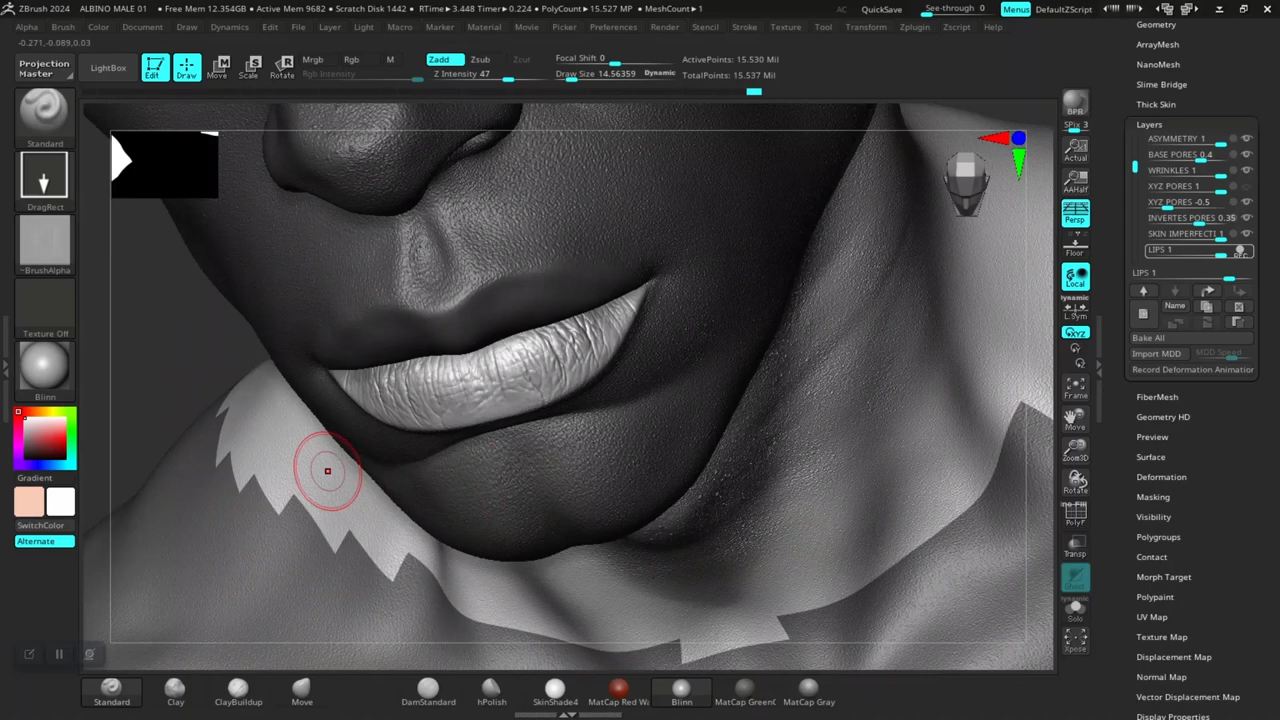 ZBrush 2024 ALBINO MALE 01 • Free Mem 12.354GB • Active Mem 9682 • Scratch Disk 1442 • RTime▸3.448 Timer▸0.224 • PolyCount▸15.527 MP • MeshCount▸1 AC QuickSave See-through 0 Menus DefaultZScript
Alpha Brush Color Document Draw Dynamics Edit File Layer Light Macro Marker Material Movie Picker Preferences Render Stencil Stroke Texture Tool Transform Zplugin Zscript Help
-0.271,-0.089,0.03
Projection Master
LightBox
Edit
Draw
Move
Scale
Rotate
Mrgb Rgb M
Rgb Intensity
Zadd Zsub Zcut
Z Intensity 47
Focal Shift 0
Draw Size 14.56359 Dynamic
ActivePoints: 15.530 Mil
TotalPoints: 15.537 Mil
Standard
DragRect
~BrushAlpha
Texture Off
Blinn
Gradient
SwitchColor
Alternate
BPR
SPix 3
Actual
AAHalf
Persp
Floor
Local
Dynamic
L.Sym
XYZ
Frame
Move
Zoom3D
Rotate
PolyF
Transp
Ghost
Dynamic
Solo
Xpose
Geometry
ArrayMesh
NanoMesh
Slime Bridge
Thick Skin
Layers
ASYMMETRY 1
BASE PORES 0.4
WRINKLES 1
XYZ PORES 1
XYZ PORES -0.5
INVERTES PORES 0.35
SKIN IMPERFECTI 1
LIPS 1 REC
LIPS 1
Name
Bake All
Import MDD MDD Speed
Record Deformation Animation
FiberMesh
Geometry HD
Preview
Surface
Deformation
Masking
Visibility
Polygroups
Contact
Morph Target
Polypaint
UV Map
Texture Map
Displacement Map
Normal Map
Vector Displacement Map
Display Properties
Standard Clay ClayBuildup Move DamStandard hPolish SkinShade4 MatCap Red Wa Blinn MatCap GreenC MatCap Gray